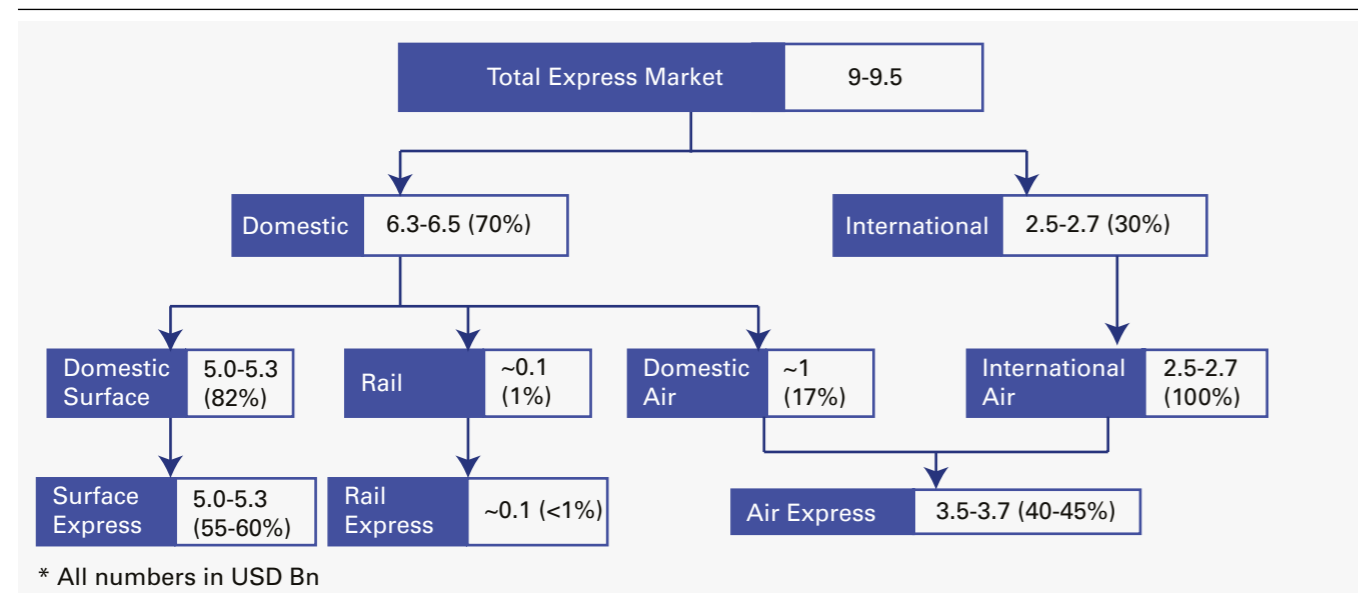 Total Express Market
9-9.5
Domestic
6.3-6.5 (70%)
International
2.5-2.7 (30%)
Domestic
Surface
5.0-5.3
(82%)
Rail
~0.1
(1%)
Domestic
Air
~1
(17%)
International
Air
2.5-2.7
(100%)
Surface
Express
5.0-5.3
(55-60%)
Rail
Express
~0.1 (<1%)
Air Express
3.5-3.7 (40-45%)
* All numbers in USD Bn